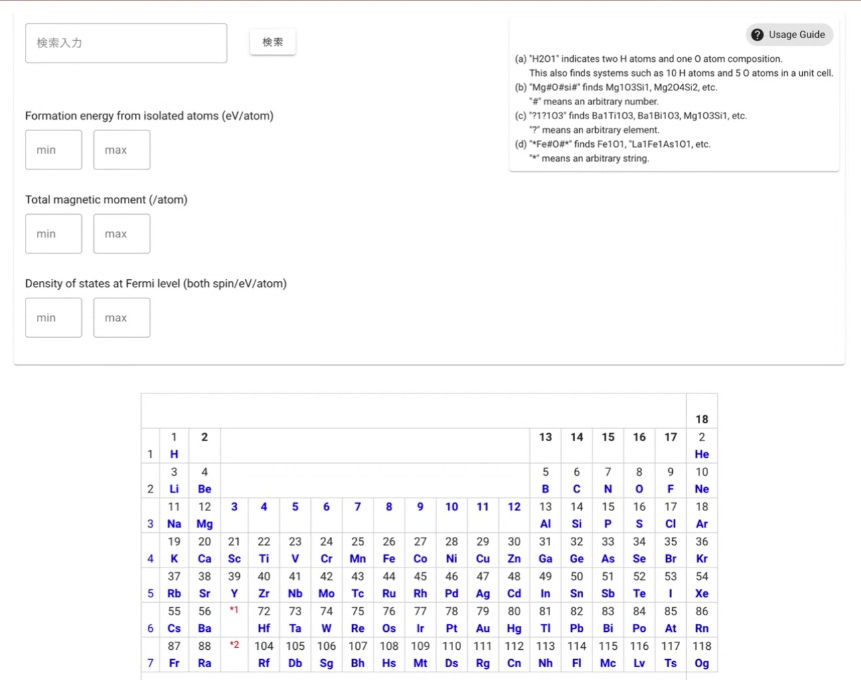 検索入力
検索
Usage Guide
(a) "H2O1" indicates two H atoms and one O atom composition.
This also finds systems such as 10 H atoms and 5 O atoms in a unit cell.
(b) "Mg#O#si#" finds Mg1O3Si1, Mg2O4Si2, etc.
"#" means an arbitrary number.
(c) "?1?1O3" finds Ba1Ti1O3, Ba1Bi1O3, Mg1O3Si1, etc.
"?" means an arbitrary element.
(d) "*Fe#O#*" finds Fe1O1, "La1Fe1As1O1, etc.
"*" means an arbitrary string.
Formation energy from isolated atoms (eV/atom)
min max
Total magnetic moment (/atom)
min max
Density of states at Fermi level (both spin/eV/atom)
min max
18
1 2 13 14 15 16 17 2
1 H He
3 4 5 6 7 8 9 10
2 Li Be B C N O F Ne
11 12 3 4 5 6 7 8 9 10 11 12 13 14 15 16 17 18
3 Na Mg Al Si P S Cl Ar
19 20 21 22 23 24 25 26 27 28 29 30 31 32 33 34 35 36
4 K Ca Sc Ti V Cr Mn Fe Co Ni Cu Zn Ga Ge As Se Br Kr
37 38 39 40 41 42 43 44 45 46 47 48 49 50 51 52 53 54
5 Rb Sr Y Zr Nb Mo Tc Ru Rh Pd Ag Cd In Sn Sb Te I Xe
55 56 *1 72 73 74 75 76 77 78 79 80 81 82 83 84 85 86
6 Cs Ba Hf Ta W Re Os Ir Pt Au Hg Tl Pb Bi Po At Rn
87 88 *2 104 105 106 107 108 109 110 111 112 113 114 115 116 117 118
7 Fr Ra Rf Db Sg Bh Hs Mt Ds Rg Cn Nh Fl Mc Lv Ts Og